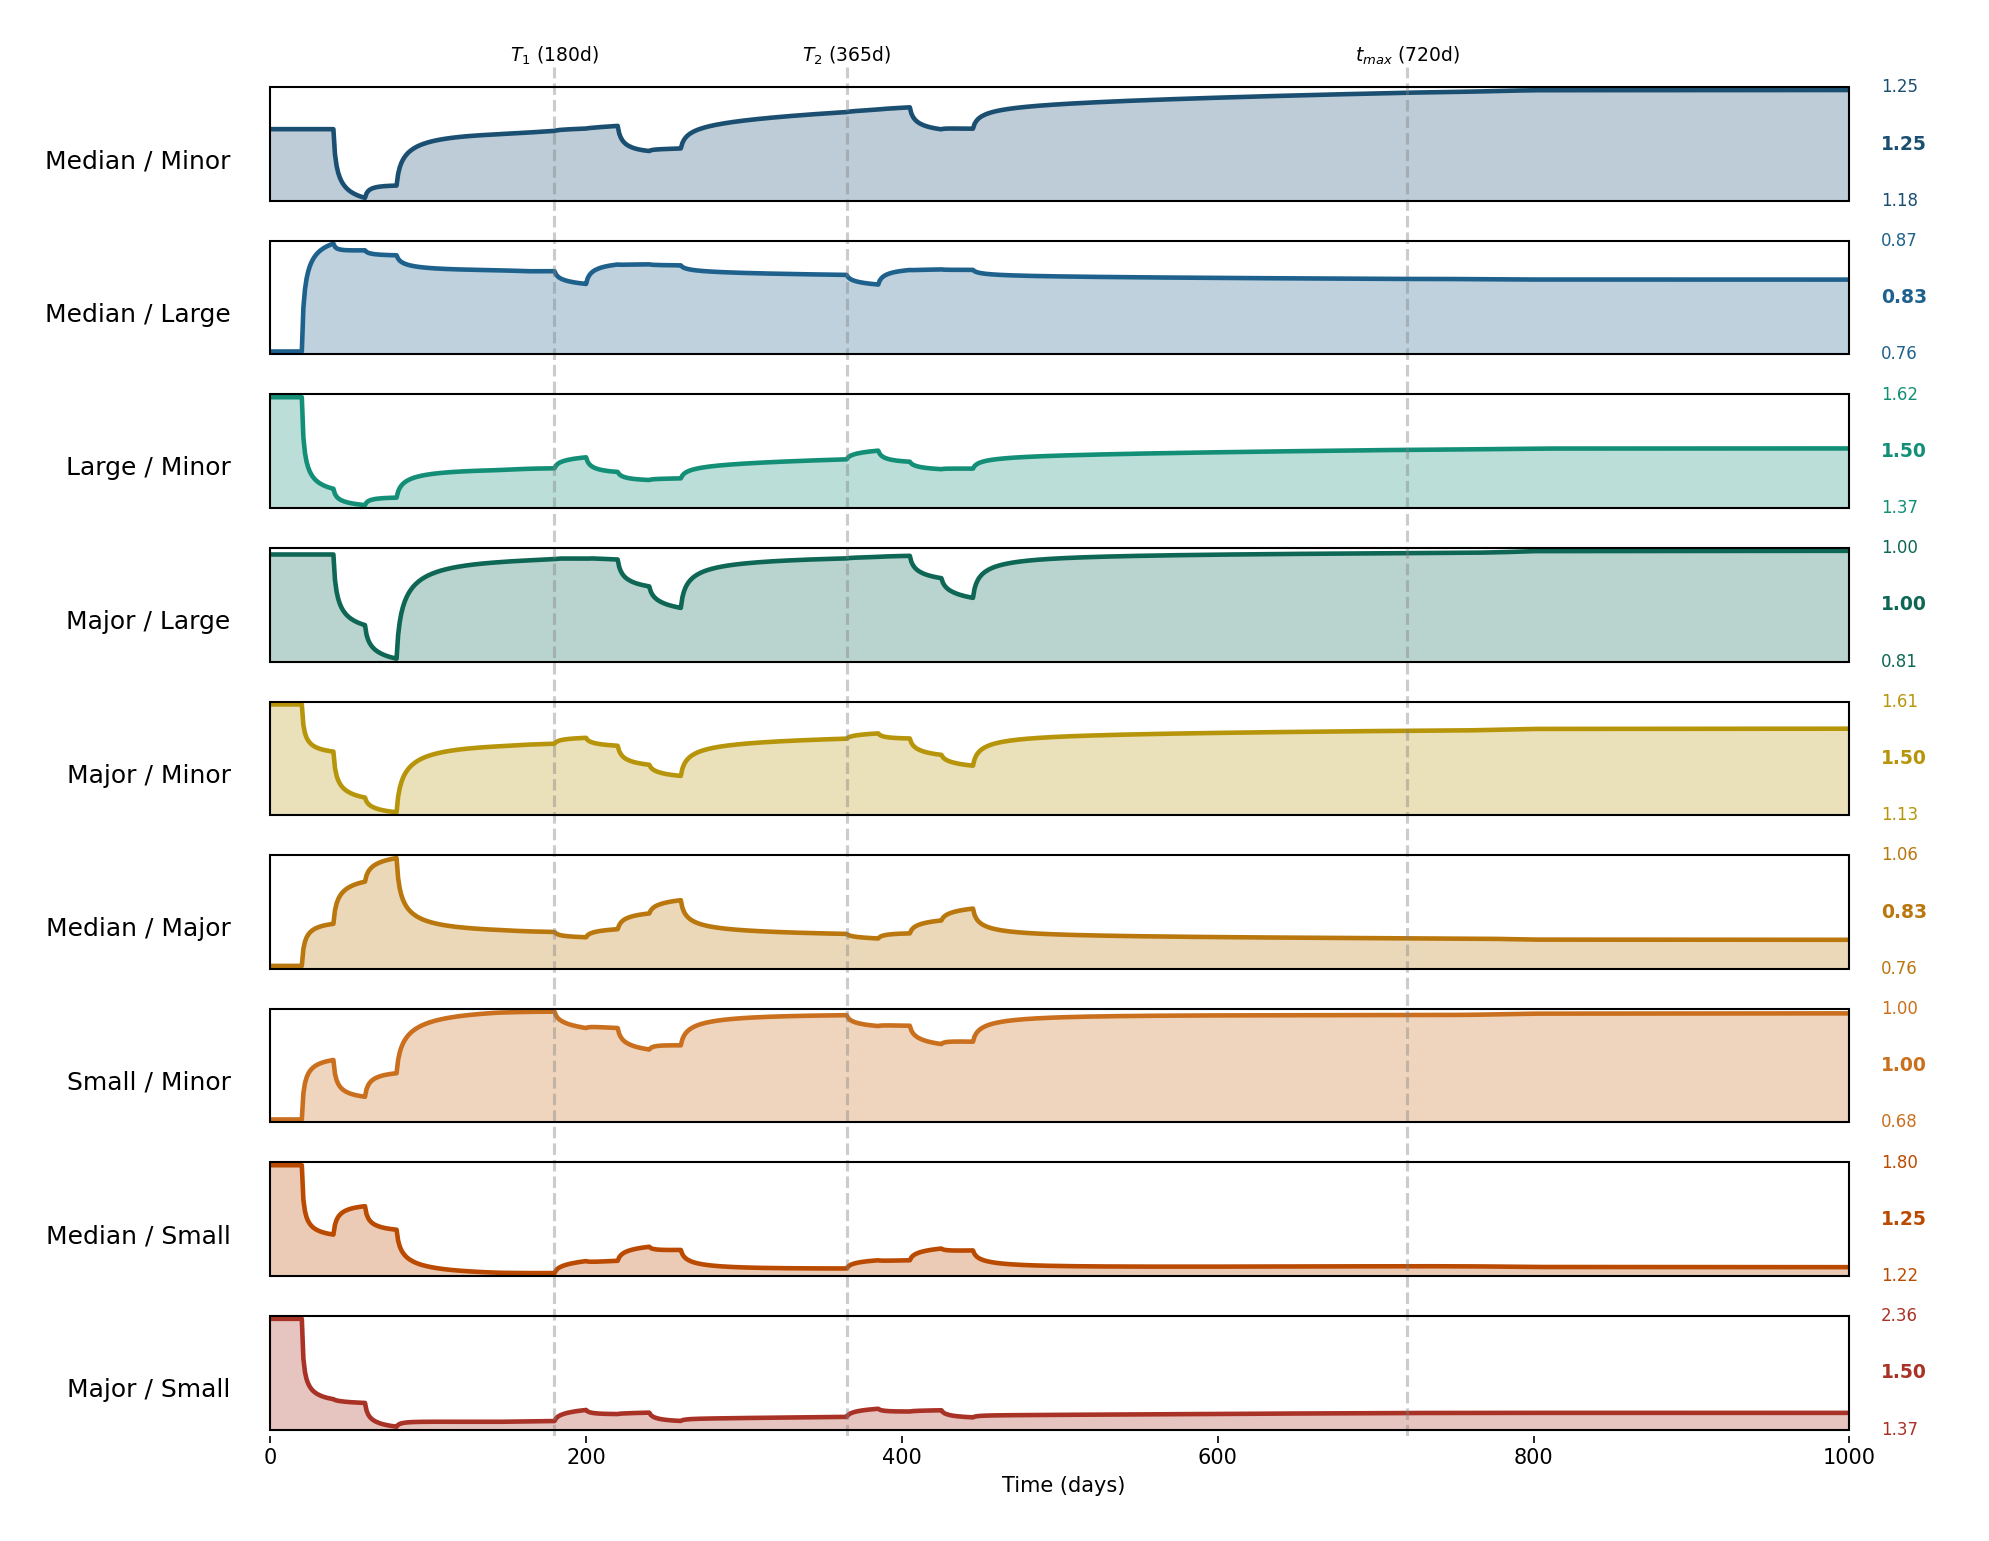 T₁ (180d) T₂ (365d) tₘₐₓ (720d)
1.25
Median / Minor 1.25
1.18
0.87
Median / Large 0.83
0.76
1.62
Large / Minor 1.50
1.37
1.00
Major / Large 1.00
0.81
1.61
Major / Minor 1.50
1.13
1.06
Median / Major 0.83
0.76
1.00
Small / Minor 1.00
0.68
1.80
Median / Small 1.25
1.22
2.36
Major / Small 1.50
1.37
0 200 400 600 800 1000
Time (days)